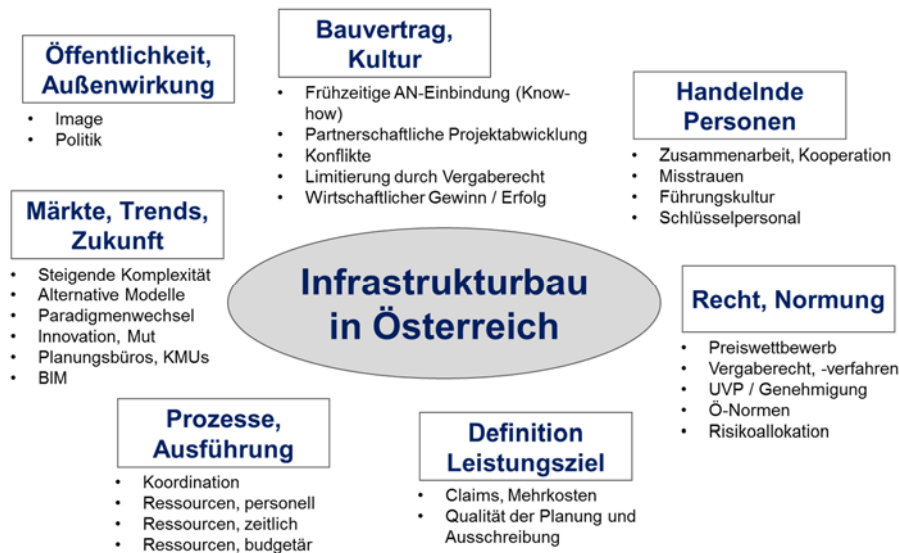 Öffentlichkeit,
Außenwirkung
• Image
• Politik
Bauvertrag,
Kultur
• Frühzeitige AN-Einbindung (Know-
how)
• Partnerschaftliche Projektabwicklung
• Konflikte
• Limitierung durch Vergaberecht
• Wirtschaftlicher Gewinn / Erfolg
Handelnde
Personen
• Zusammenarbeit, Kooperation
• Misstrauen
• Führungskultur
• Schlüsselpersonal
Märkte, Trends,
Zukunft
• Steigende Komplexität
• Alternative Modelle
• Paradigmenwechsel
• Innovation, Mut
• Planungsbüros, KMUs
• BIM
Infrastrukturbau
in Österreich
Recht, Normung
• Preiswettbewerb
• Vergaberecht, -verfahren
• UVP / Genehmigung
• Ö-Normen
• Risikoallokation
Prozesse,
Ausführung
• Koordination
• Ressourcen, personell
• Ressourcen, zeitlich
• Ressourcen, budgetär
Definition
Leistungsziel
• Claims, Mehrkosten
• Qualität der Planung und
Ausschreibung